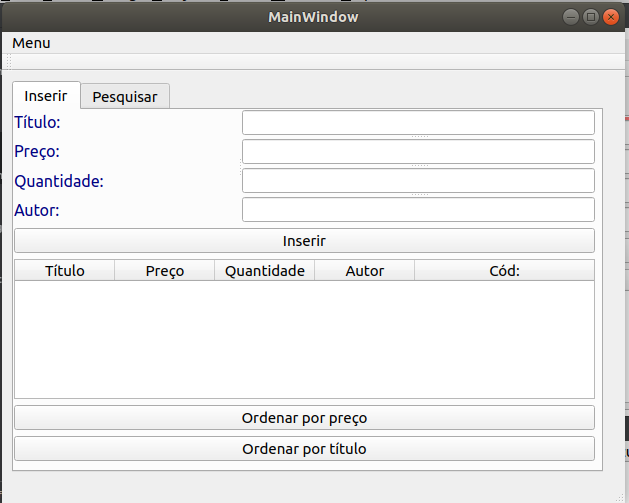 MainWindow
Menu
Inserir Pesquisar
Título:
Preço:
Quantidade:
Autor:
Inserir
Título Preço Quantidade Autor Cód:
Ordenar por preço
Ordenar por título